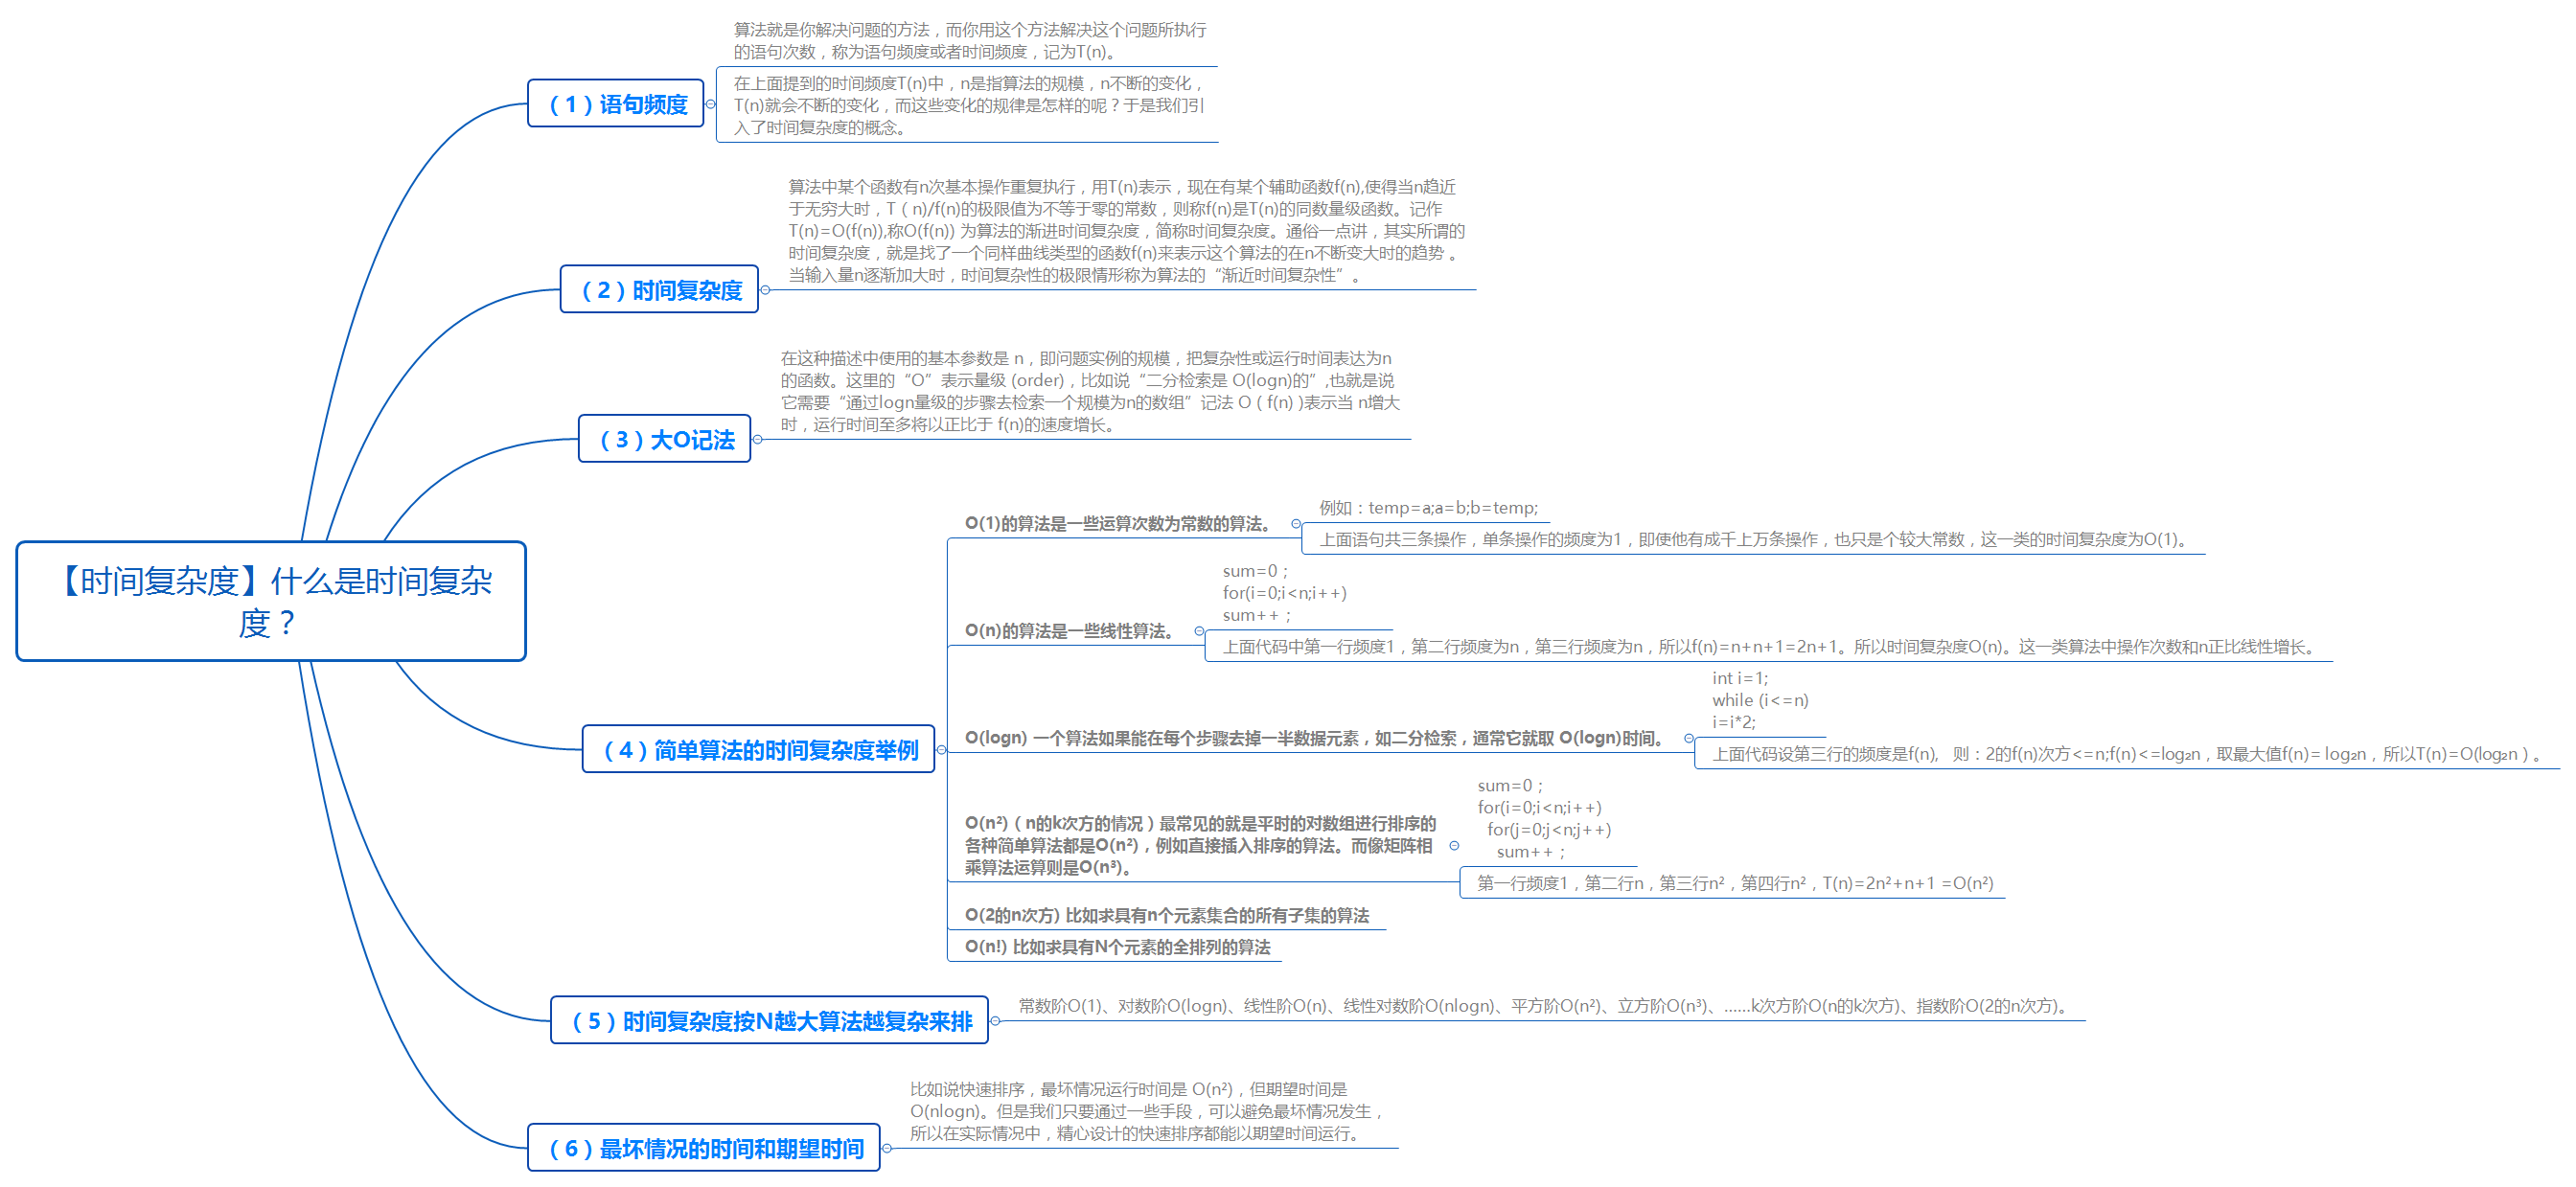 【时间复杂度】什么是时间复杂
度？
（1）语句频度
算法就是你解决问题的方法，而你用这个方法解决这个问题所执行
的语句次数，称为语句频度或者时间频度，记为T(n)。
在上面提到的时间频度T(n)中，n是指算法的规模，n不断的变化，
T(n)就会不断的变化，而这些变化的规律是怎样的呢？于是我们引
入了时间复杂度的概念。
（2）时间复杂度
算法中某个函数有n次基本操作重复执行，用T(n)表示，现在有某个辅助函数f(n),使得当n趋近
于无穷大时，T（n)/f(n)的极限值为不等于零的常数，则称f(n)是T(n)的同数量级函数。记作
T(n)=O(f(n)),称O(f(n)) 为算法的渐进时间复杂度，简称时间复杂度。通俗一点讲，其实所谓的
时间复杂度，就是找了一个同样曲线类型的函数f(n)来表示这个算法的在n不断变大时的趋势 。
当输入量n逐渐加大时，时间复杂性的极限情形称为算法的“渐近时间复杂性”。
（3）大O记法
在这种描述中使用的基本参数是 n，即问题实例的规模，把复杂性或运行时间表达为n
的函数。这里的“O”表示量级 (order)，比如说“二分检索是 O(logn)的”,也就是说
它需要“通过logn量级的步骤去检索一个规模为n的数组”记法 O ( f(n) )表示当 n增大
时，运行时间至多将以正比于 f(n)的速度增长。
（4）简单算法的时间复杂度举例
O(1)的算法是一些运算次数为常数的算法。
例如：temp=a;a=b;b=temp;
上面语句共三条操作，单条操作的频度为1，即使他有成千上万条操作，也只是个较大常数，这一类的时间复杂度为O(1)。
O(n)的算法是一些线性算法。
sum=0；
for(i=0;i<n;i++)
sum++；
上面代码中第一行频度1，第二行频度为n，第三行频度为n，所以f(n)=n+n+1=2n+1。所以时间复杂度O(n)。这一类算法中操作次数和n正比线性增长。
O(logn) 一个算法如果能在每个步骤去掉一半数据元素，如二分检索，通常它就取 O(logn)时间。
int i=1;
while (i<=n)
i=i*2;
上面代码设第三行的频度是f(n),   则：2的f(n)次方<=n;f(n)<=log₂n，取最大值f(n)= log₂n，所以T(n)=O(log₂n ) 。
O(n²)（n的k次方的情况）最常见的就是平时的对数组进行排序的
各种简单算法都是O(n²)，例如直接插入排序的算法。而像矩阵相
乘算法运算则是O(n³)。
sum=0；
for(i=0;i<n;i++)
for(j=0;j<n;j++)
sum++；
第一行频度1，第二行n，第三行n²，第四行n²，T(n)=2n²+n+1 =O(n²)
O(2的n次方) 比如求具有n个元素集合的所有子集的算法
O(n!) 比如求具有N个元素的全排列的算法
（5）时间复杂度按N越大算法越复杂来排
常数阶O(1)、对数阶O(logn)、线性阶O(n)、线性对数阶O(nlogn)、平方阶O(n²)、立方阶O(n³)、……k次方阶O(n的k次方)、指数阶O(2的n次方)。
（6）最坏情况的时间和期望时间
比如说快速排序，最坏情况运行时间是 O(n²)，但期望时间是
O(nlogn)。但是我们只要通过一些手段，可以避免最坏情况发生，
所以在实际情况中，精心设计的快速排序都能以期望时间运行。